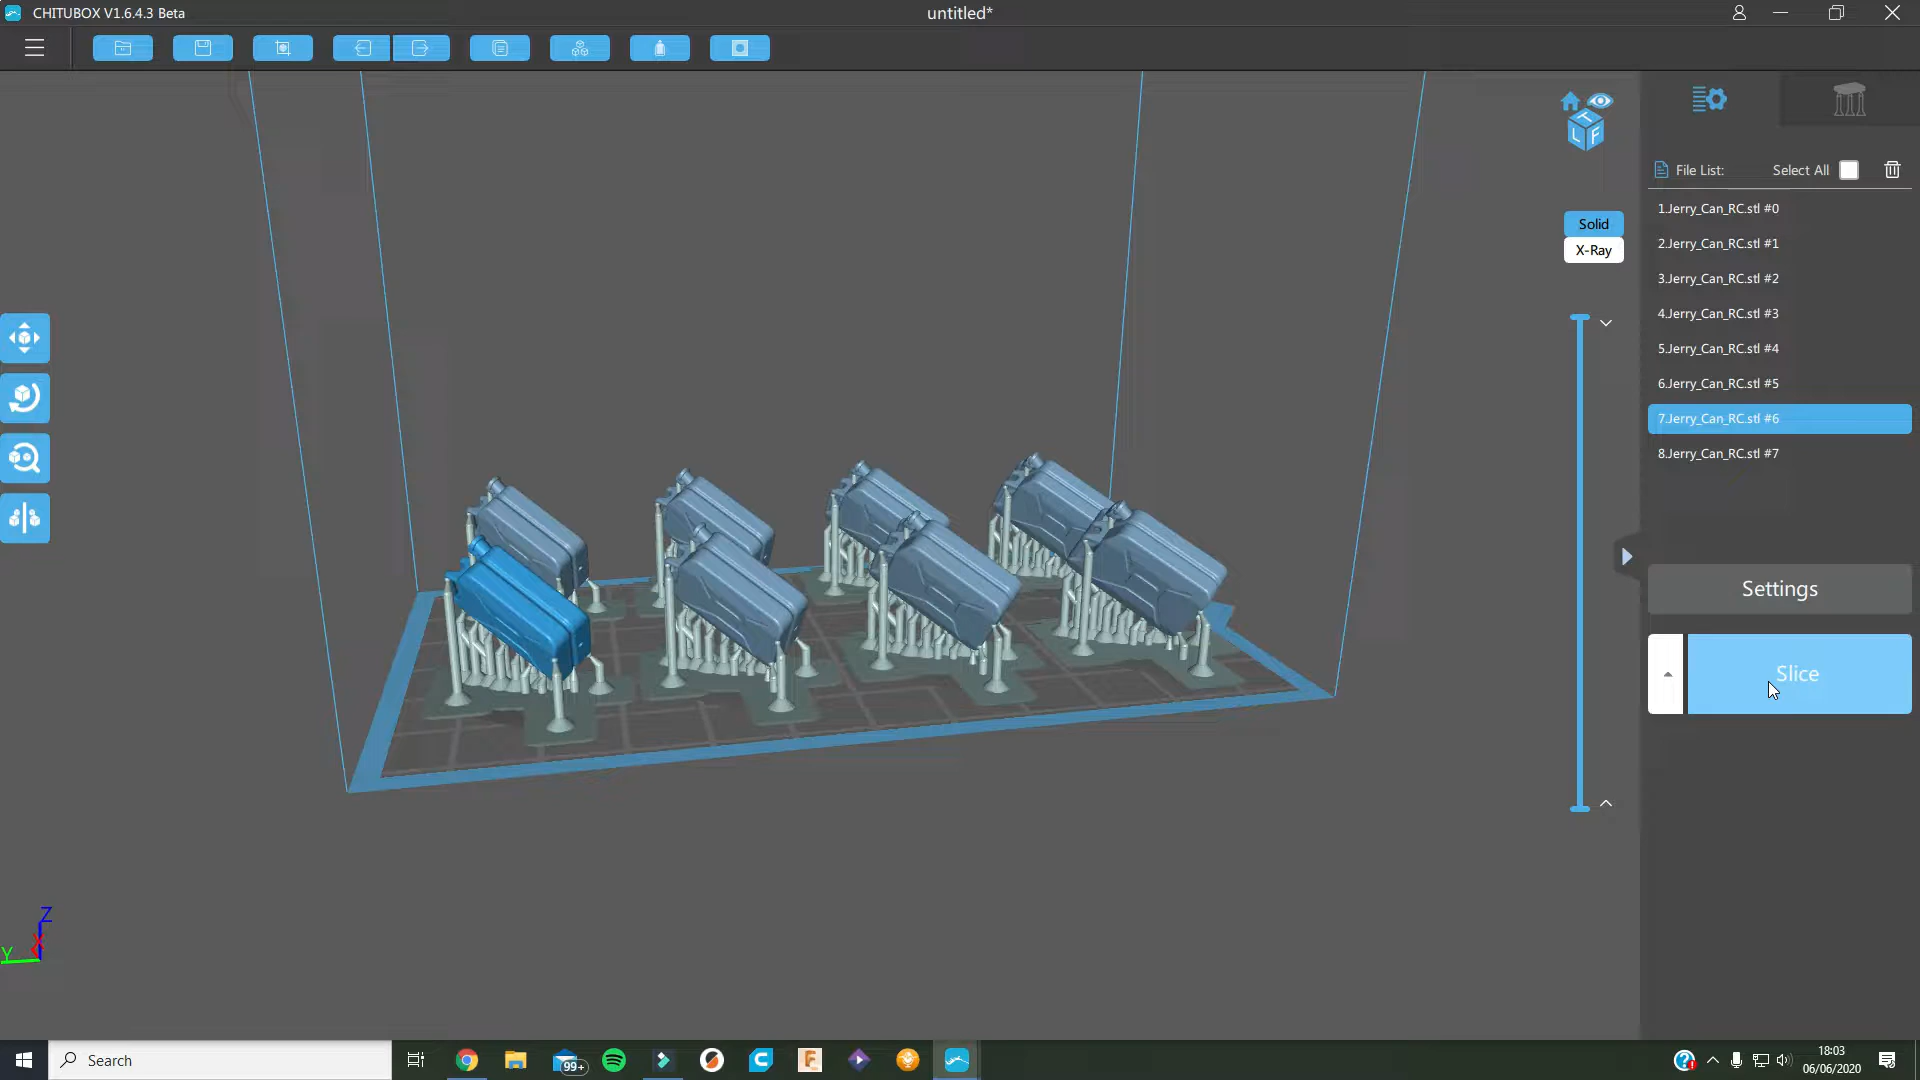 CHITUBOX V1.6.4.3 Beta
untitled*
T
L F
File List:
Select All
Solid
X-Ray
1.Jerry_Can_RC.stl #0
2.Jerry_Can_RC.stl #1
3.Jerry_Can_RC.stl #2
4.Jerry_Can_RC.stl #3
5.Jerry_Can_RC.stl #4
6.Jerry_Can_RC.stl #5
7.Jerry_Can_RC.stl #6
8.Jerry_Can_RC.stl #7
Settings
Slice
Z
X
Y
Search
99+
18:03
06/06/2020